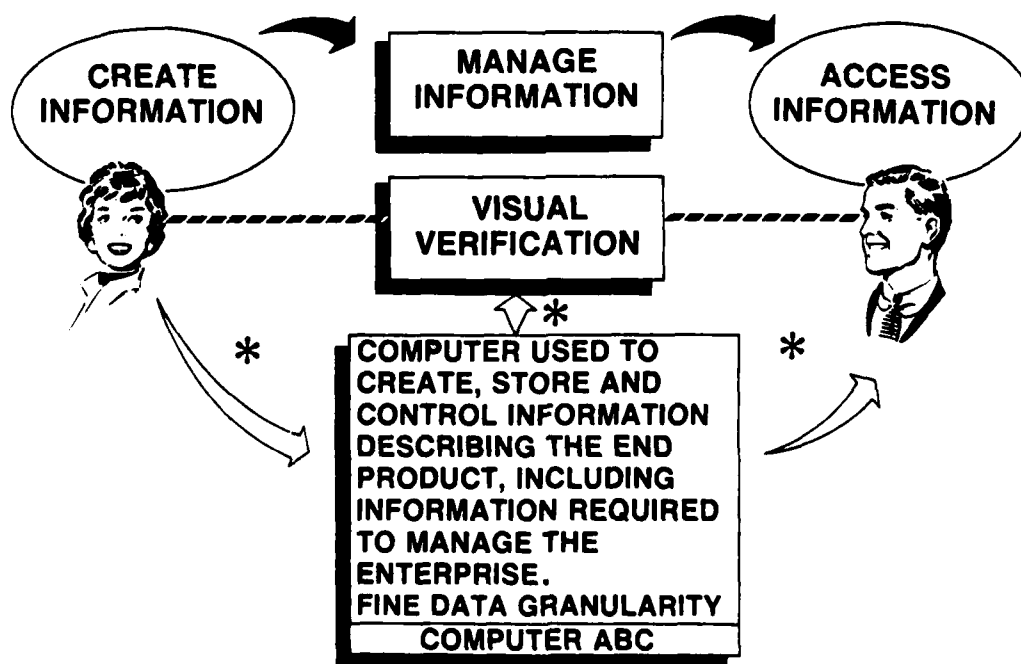 CREATE
INFORMATION
MANAGE
INFORMATION
ACCESS
INFORMATION
VISUAL
VERIFICATION
*
*
*
COMPUTER USED TO
CREATE, STORE AND
CONTROL INFORMATION
DESCRIBING THE END
PRODUCT, INCLUDING
INFORMATION REQUIRED
TO MANAGE THE
ENTERPRISE.
FINE DATA GRANULARITY
COMPUTER ABC